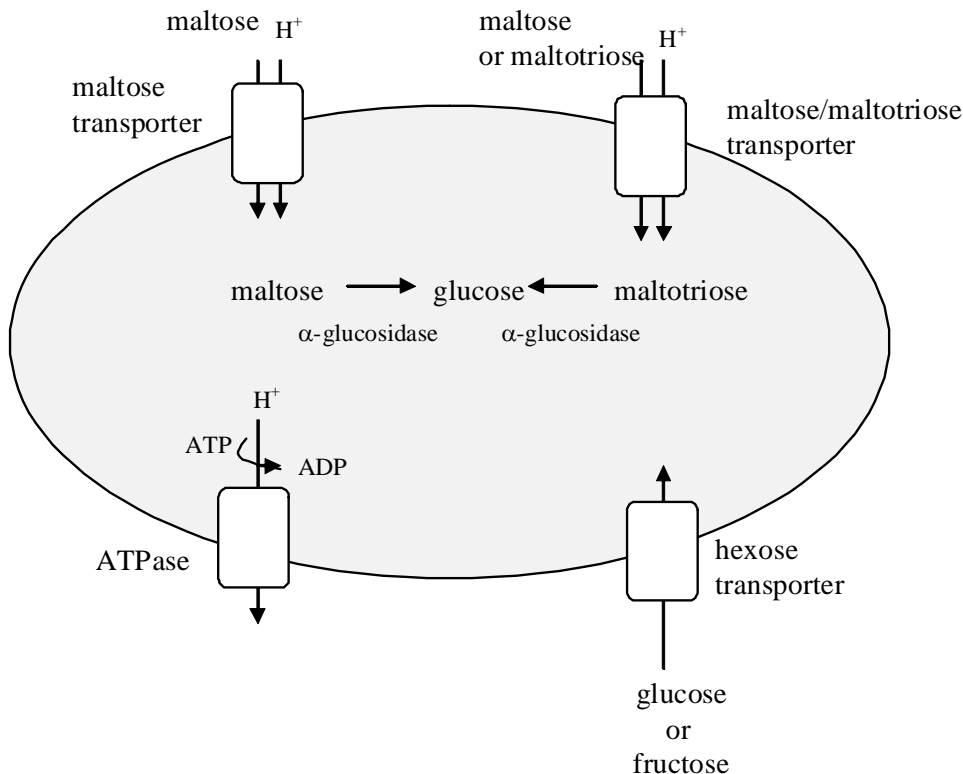 maltose H⁺
maltose
transporter
maltose
or maltotriose H⁺
maltose/maltotriose
transporter
maltose glucose maltotriose
α-glucosidase α-glucosidase
H⁺
ATP
ADP
ATPase
hexose
transporter
glucose
or
fructose